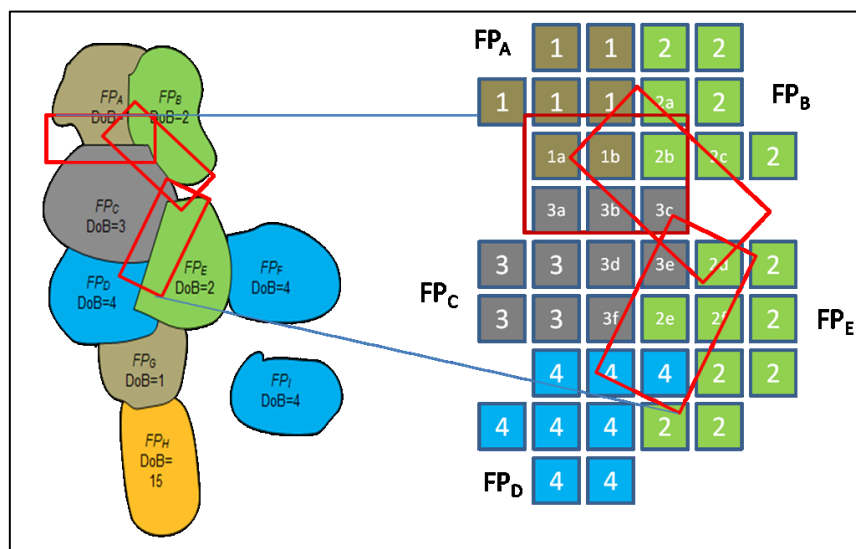 FPA
DoB=
FPB
DoB=2
FPC
DoB=3
FPD
DoB=4
FPE
DoB=2
FPF
DoB=4
FPG
DoB=1
FPI
DoB=4
FPH
DoB=
15
FPA
1 1 2 2
1 1 1 2a 2
FPB
1a 1b 2b 2c 2
3a 3b 3c
3 3 3d 3e 2d 2
FPC
3 3 3f 2e 2f 2
FPE
4 4 4 2 2
4 4 4 2 2
FPD
4 4